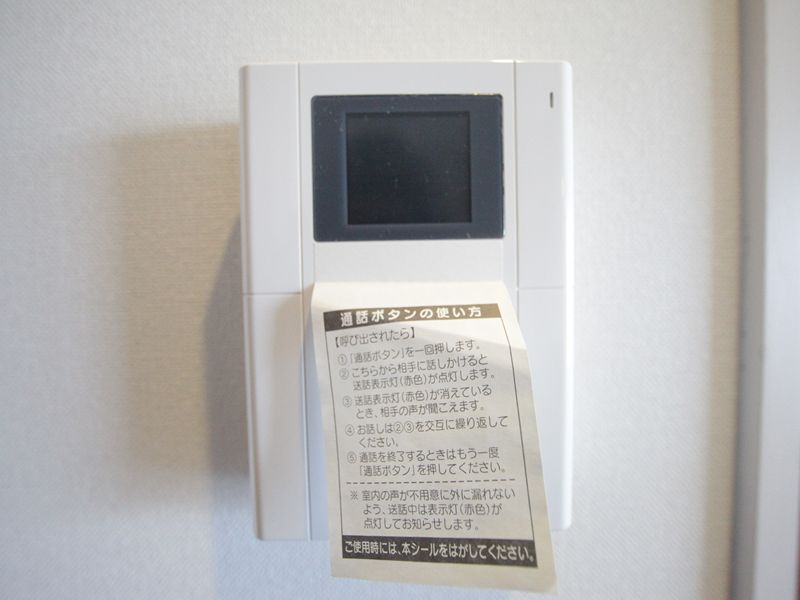 通話ボタンの使い方
【呼び出されたら】
①「通話ボタン」を一回押します。
②こちらから相手に話しかけると
送話表示灯(赤色)が点灯します。
③送話表示灯(赤色)が消えている
とき、相手の声が聞こえます。
④お話しは②③を交互に繰り返して
ください。
⑤通話を終了するときはもう一度
「通話ボタン」を押してください。
※室内の声が不用意に外に漏れない
よう、送話中は表示灯(赤色)が
点灯してお知らせします。
ご使用時には、本シールをはがしてください。